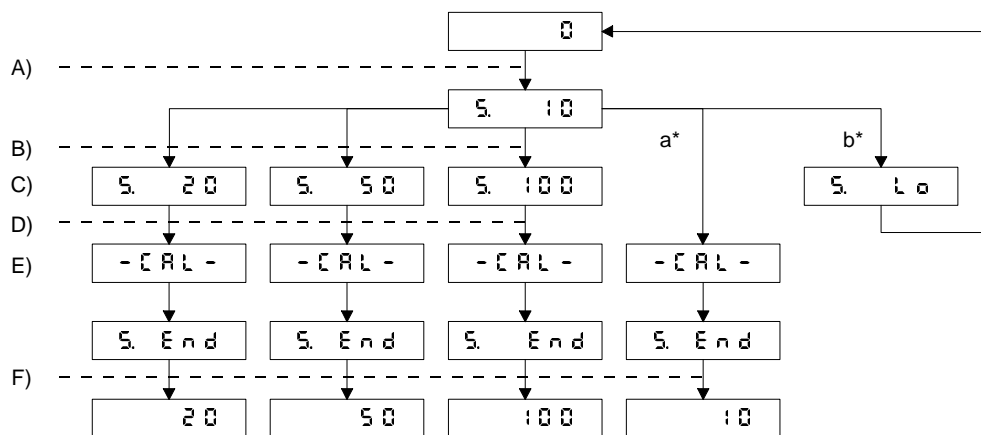 0
A)
S. 10
a* b*
B)
C) S. 20 S. 50 S. 100 S. Lo
D)
E) -CAL- -CAL- -CAL- -CAL-
S. End S. End S. End S. End
F)
20 50 100 10